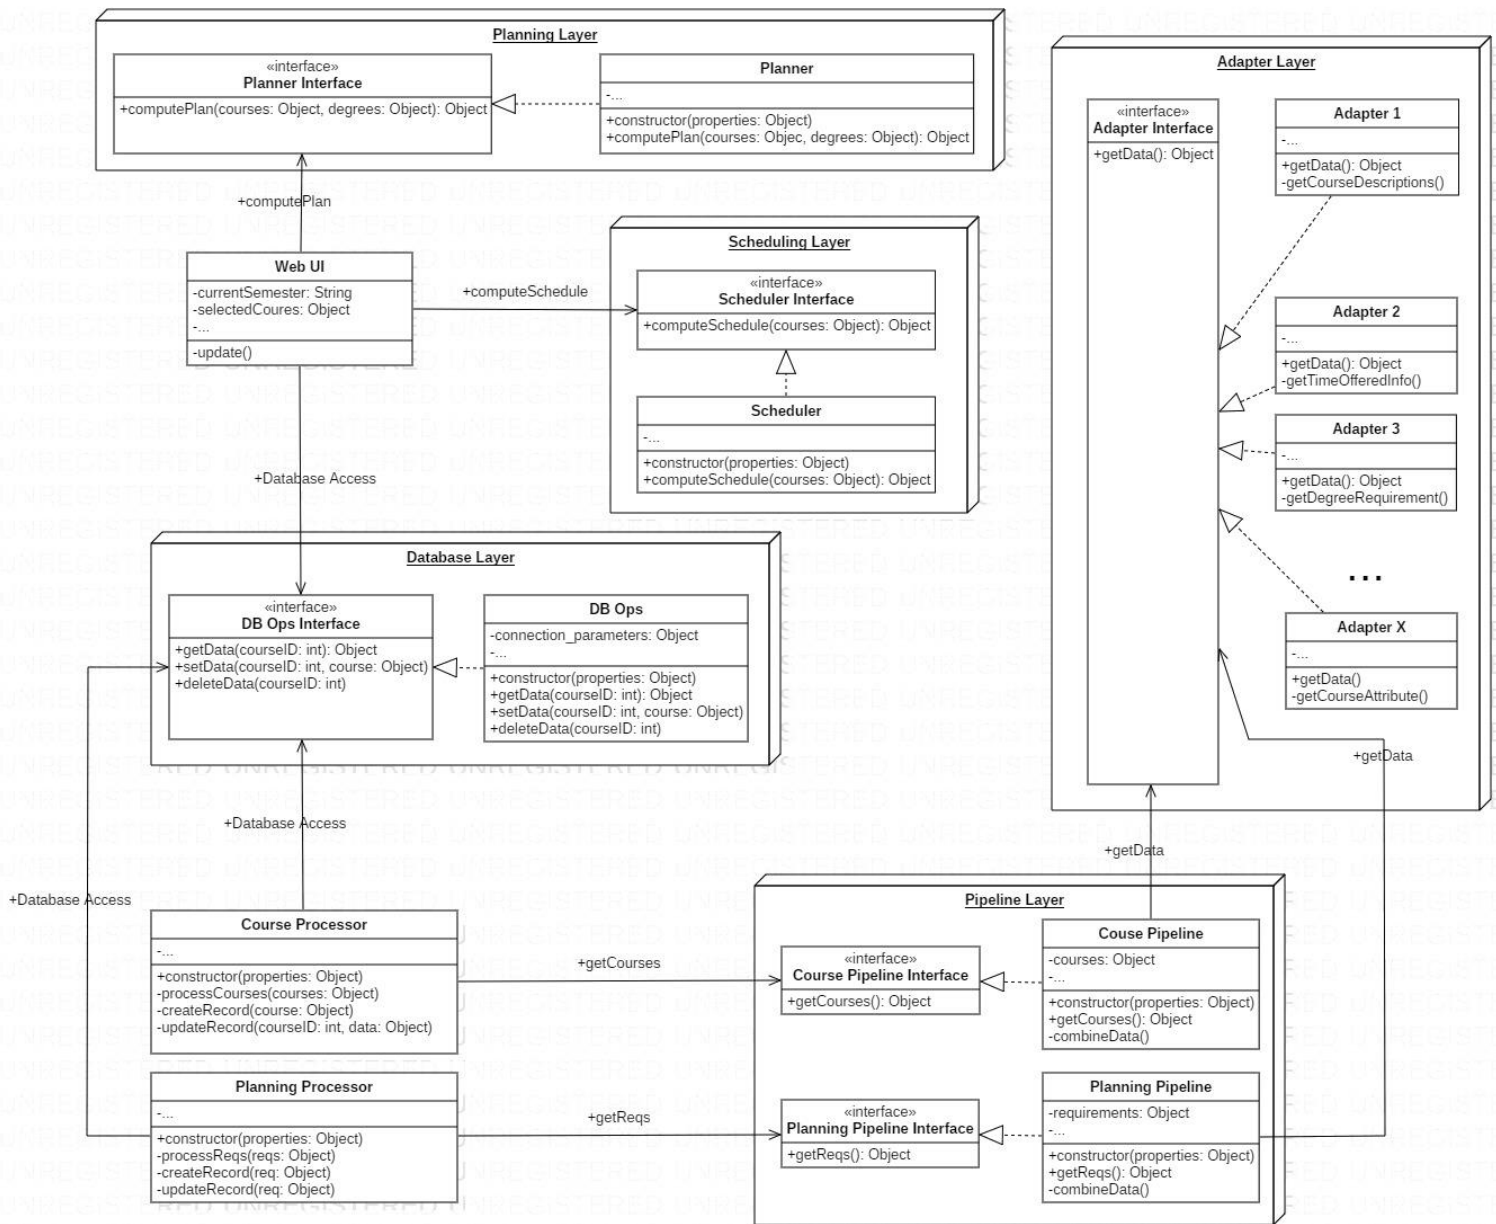 Planning Layer
«interface»
Planner Interface
+computePlan(courses: Object, degrees: Object): Object
Planner
-...
+constructor(properties: Object)
+computePlan(courses: Objec, degrees: Object): Object
+computePlan
Web UI
-currentSemester: String
-selectedCoures: Object
-...
-update()
+computeSchedule
Scheduling Layer
«interface»
Scheduler Interface
+computeSchedule(courses: Object): Object
Scheduler
-...
+constructor(properties: Object)
+computeSchedule(courses: Object): Object
+Database Access
Database Layer
«interface»
DB Ops Interface
+getData(courseID: int): Object
+setData(courseID: int, course: Object)
+deleteData(courseID: int)
DB Ops
-connection_parameters: Object
-...
+constructor(properties: Object)
+getData(courseID: int): Object
+setData(courseID: int, course: Object)
+deleteData(courseID: int)
Adapter Layer
«interface»
Adapter Interface
+getData(): Object
Adapter 1
-...
+getData(): Object
-getCourseDescriptions()
Adapter 2
-...
+getData(): Object
-getTimeOfferedInfo()
Adapter 3
-...
+getData(): Object
-getDegreeRequirement()
...
Adapter X
-...
+getData()
-getCourseAttribute()
+getData
+getData
+Database Access
+Database Access
Course Processor
-...
+constructor(properties: Object)
-processCourses(courses: Object)
-createRecord(course: Object)
-updateRecord(courseID: int, data: Object)
+getCourses
Planning Processor
-...
+constructor(properties: Object)
-processReqs(reqs: Object)
-createRecord(req: Object)
-updateRecord(req: Object)
+getReqs
Pipeline Layer
«interface»
Course Pipeline Interface
+getCourses(): Object
Couse Pipeline
-courses: Object
-...
+constructor(properties: Object)
+getCourses(): Object
-combineData()
«interface»
Planning Pipeline Interface
+getReqs(): Object
Planning Pipeline
-requirements: Object
-...
+constructor(properties: Object)
+getReqs(): Object
-combineData()
UNREGISTERED